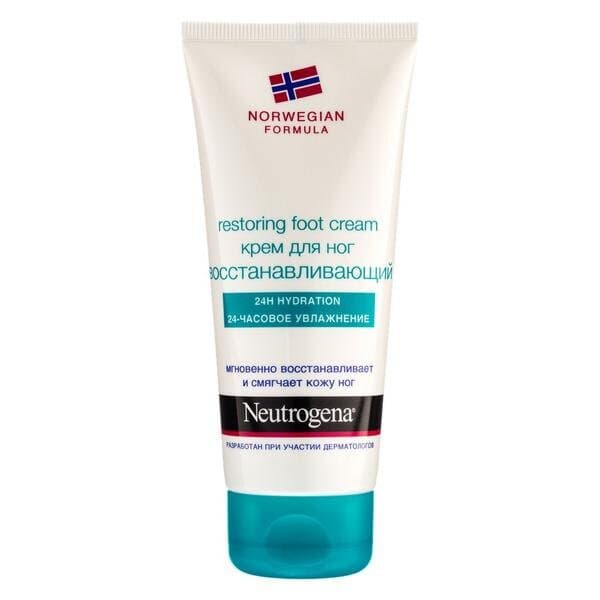 NORWEGIAN
FORMULA
restoring foot cream
крем для ног
восстанавливающий
24H HYDRATION
24-ЧАСОВОЕ УВЛАЖНЕНИЕ
мгновенно восстанавливает
и смягчает кожу ног
Neutrogena®
РАЗРАБОТАН ПРИ УЧАСТИИ ДЕРМАТОЛОГОВ